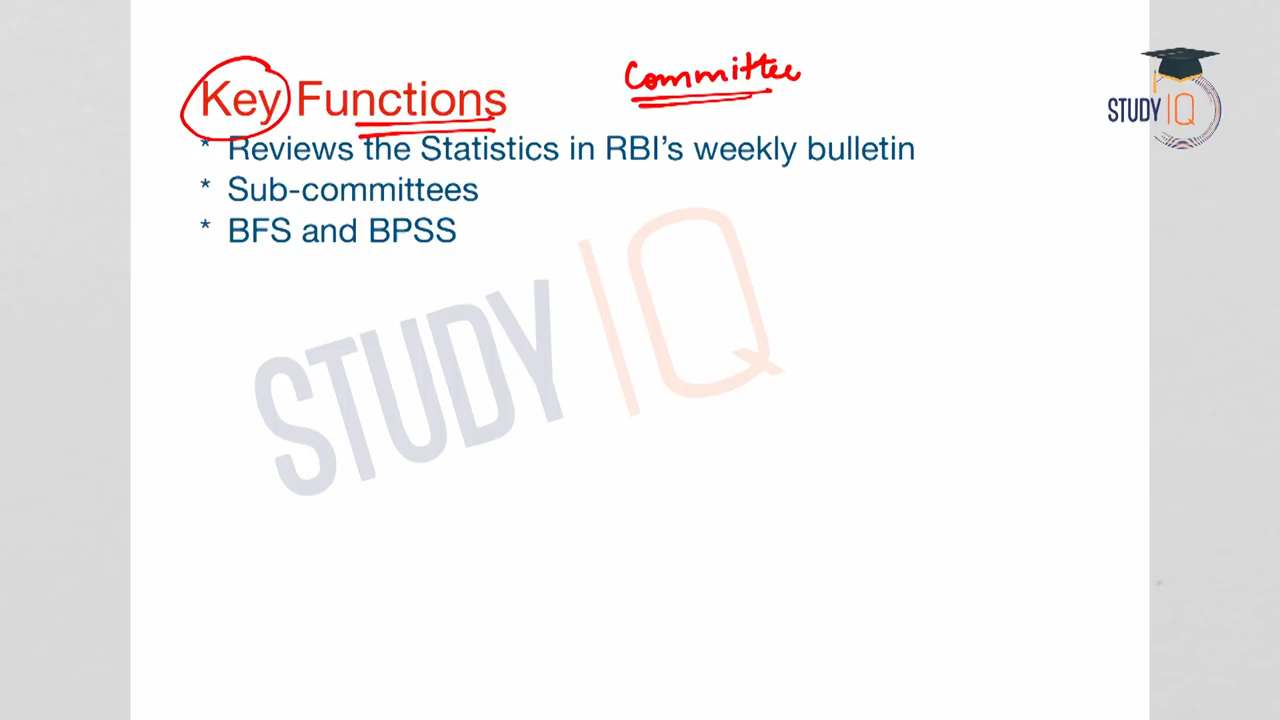 Key Functions
Committee
* Reviews the Statistics in RBI's weekly bulletin
* Sub-committees
* BFS and BPSS
STUDY IQ
STUDY IQ